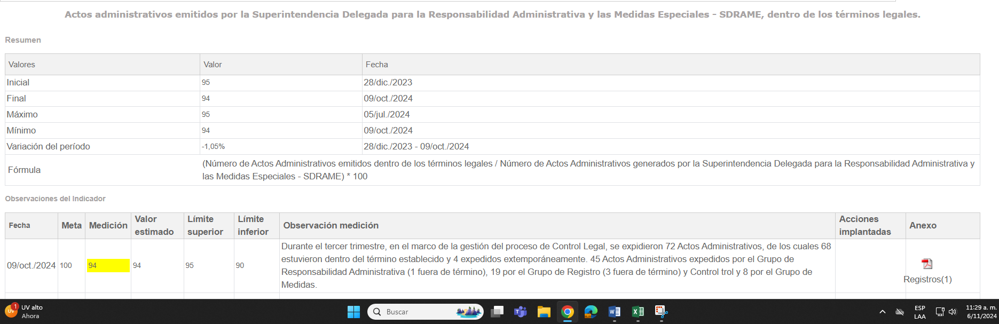 Actos administrativos emitidos por la Superintendencia Delegada para la Responsabilidad Administrativa y las Medidas Especiales - SDRAME, dentro de los términos legales.
Resumen
Valores Valor Fecha
Inicial 95 28/dic./2023
Final 94 09/oct./2024
Máximo 95 05/jul./2024
Mínimo 94 09/oct./2024
Variación del período -1,05% 28/dic./2023 - 09/oct./2024
Fórmula (Número de Actos Administrativos emitidos dentro de los términos legales / Número de Actos Administrativos generados por la Superintendencia Delegada para la Responsabilidad Administrativa y
las Medidas Especiales - SDRAME) * 100
Observaciones del Indicador
Fecha Meta Medición Valor estimado Límite superior Límite inferior Observación medición Acciones implantadas Anexo
09/oct./2024 100 94 94 95 90
Durante el tercer trimestre, en el marco de la gestión del proceso de Control Legal, se expidieron 72 Actos Administrativos, de los cuales 68
estuvieron dentro del término establecido y 4 expedidos extemporáneamente. 45 Actos Administrativos expedidos por el Grupo de
Responsabilidad Administrativa (1 fuera de término), 19 por el Grupo de Registro (3 fuera de término) y Control trol y 8 por el Grupo de
Medidas.
Registros(1)
UV 1 UV alto
Ahora
Buscar
ESP
LAA
11:29 a. m.
6/11/2024